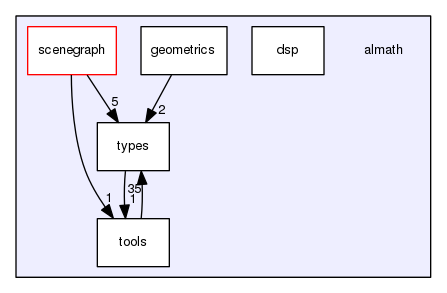 scenegraph
geometrics
dsp
almath
5
2
types
35
1
1
tools